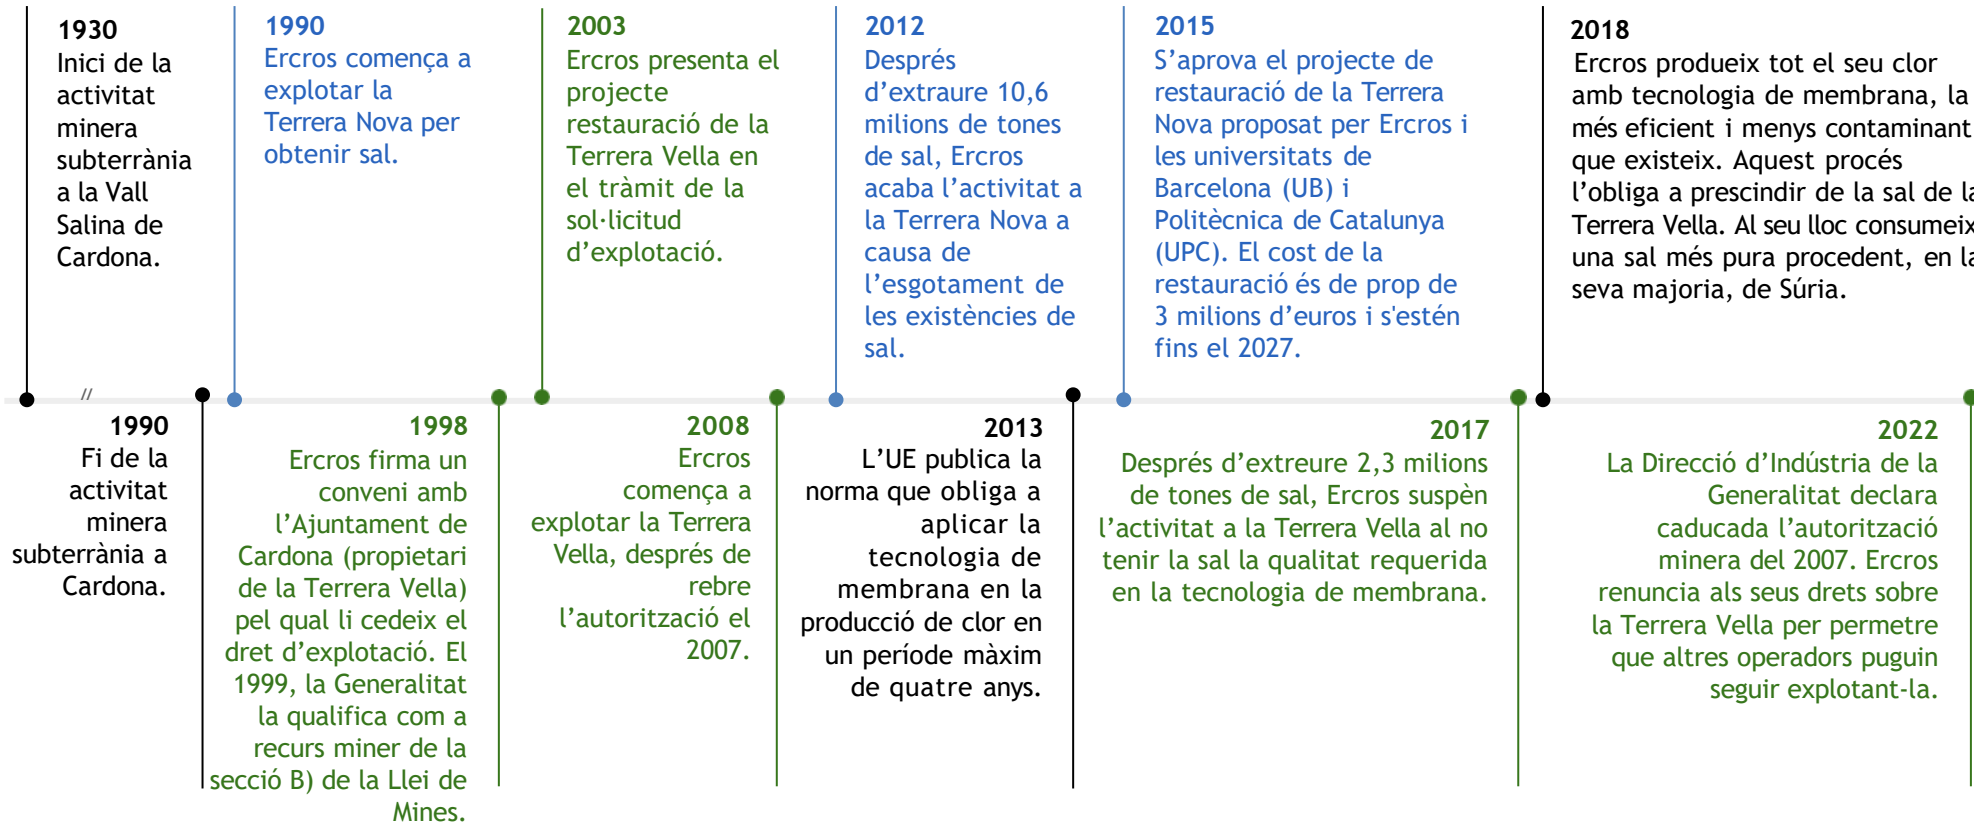 1930
Inici de la
activitat
minera
subterrània
a la Vall
Salina de
Cardona.
1990
Ercros comença a
explotar la
Terrera Nova per
obtenir sal.
2003
Ercros presenta el
projecte
restauració de la
Terrera Vella en
el tràmit de la
sol·licitud
d’explotació.
2012
Després
d’extraure 10,6
milions de tones
de sal, Ercros
acaba l’activitat a
la Terrera Nova a
causa de
l’esgotament de
les existències de
sal.
2015
S’aprova el projecte de
restauració de la Terrera
Nova proposat per Ercros i
les universitats de
Barcelona (UB) i
Politècnica de Catalunya
(UPC). El cost de la
restauració és de prop de
3 milions d’euros i s'estén
fins el 2027.
2018
Ercros produeix tot el seu clor
amb tecnologia de membrana, la
més eficient i menys contaminant
que existeix. Aquest procés
l’obliga a prescindir de la sal de la
Terrera Vella. Al seu lloc consumeix
una sal més pura procedent, en la
seva majoria, de Súria.
//
1990
Fi de la
activitat
minera
subterrània a
Cardona.
1998
Ercros firma un
conveni amb
l’Ajuntament de
Cardona (propietari
de la Terrera Vella)
pel qual li cedeix el
dret d’explotació. El
1999, la Generalitat
la qualifica com a
recurs miner de la
secció B) de la Llei de
Mines.
2008
Ercros
comença a
explotar la Terrera
Vella, després de
rebre
l’autorització el
2007.
2013
L’UE publica la
norma que obliga a
aplicar la
tecnologia de
membrana en la
producció de clor en
un període màxim
de quatre anys.
2017
Després d’extreure 2,3 milions
de tones de sal, Ercros suspèn
l’activitat a la Terrera Vella al no
tenir la sal la qualitat requerida
en la tecnologia de membrana.
2022
La Direcció d’Indústria de la
Generalitat declara
caducada l’autorització
minera del 2007. Ercros
renuncia als seus drets sobre
la Terrera Vella per permetre
que altres operadors puguin
seguir explotant-la.